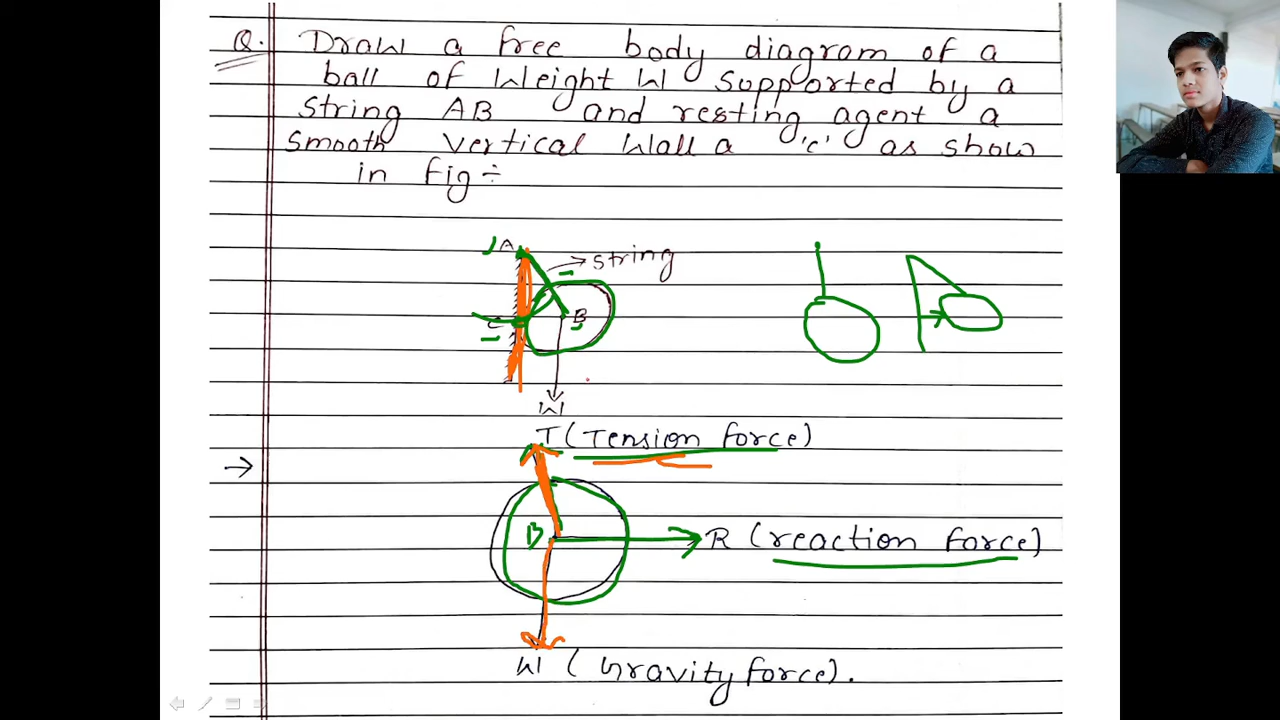 Q. Draw a free body diagram of a
ball of Weight W supported by a
string AB and resting agent a
smooth vertical Wall a 'c' as show
in fig ÷
A
string
C
B
W
T (Tension force)
→
B
R (reaction force)
W (Gravity force).